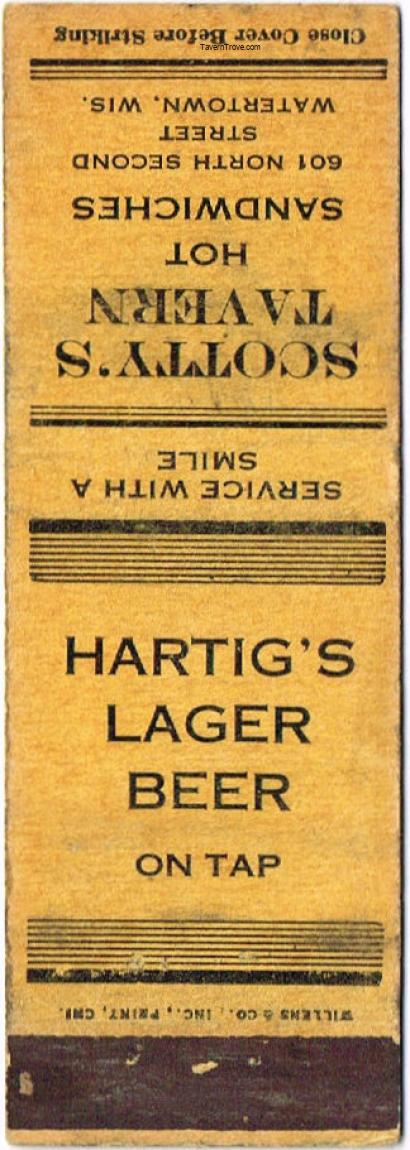 Close Cover Before Striking
TavernTrove.com
WATERTOWN, WIS.
STREET
601 NORTH SECOND
SANDWICHES
HOT
TAVERN
SCOTTY'S
SMILE
SERVICE WITH A
HARTIG'S
LAGER
BEER
ON TAP
WILLENS & CO., INC., PRINT, CHI.